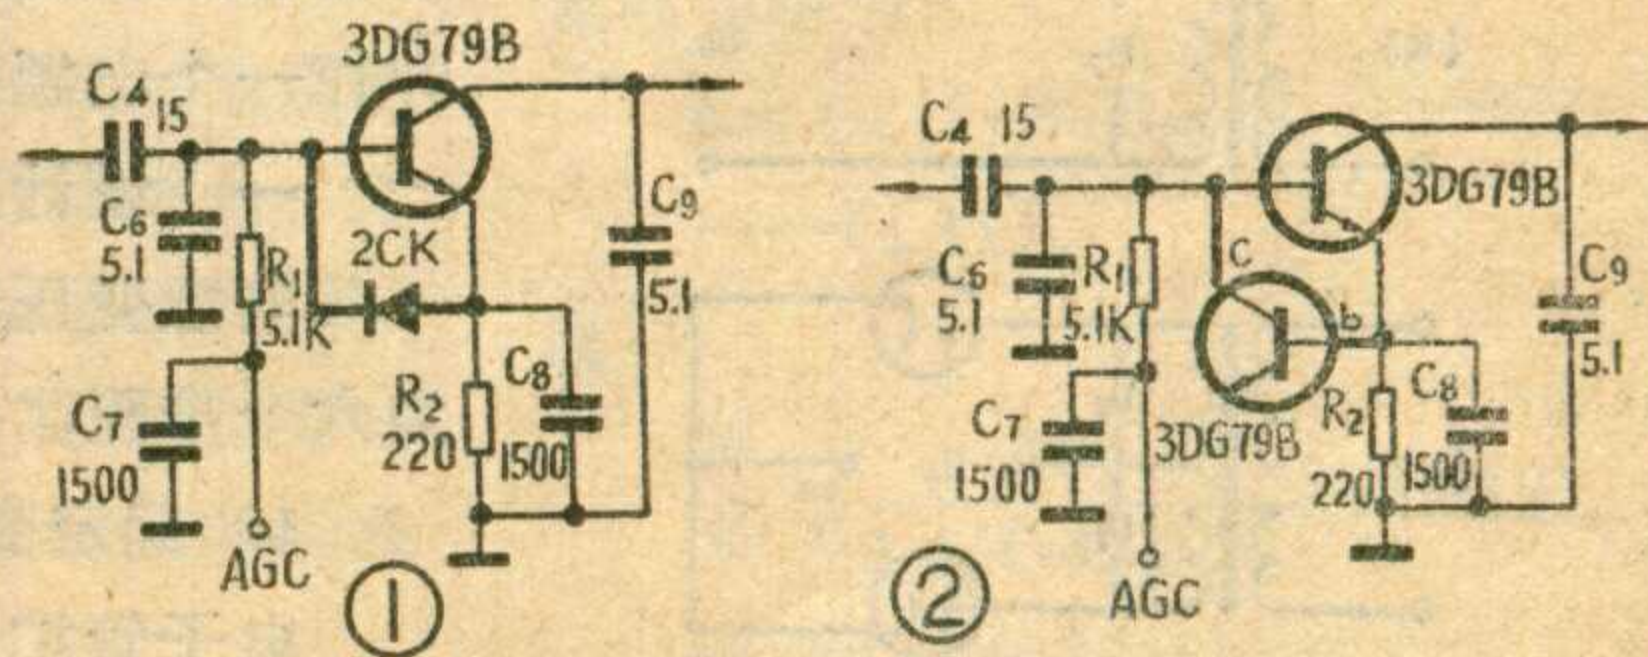 3DG79B
C4 15
C6
5.1
R1
5.1K
2CK
C9
5.1
C7
1500
R2
220
C8
1500
AGC
①
C4 15
3DG79B
C6
5.1
R1
5.1K
c
b
C9
5.1
C7
1500
3DG79B
R2
220
C8
1500
AGC
②